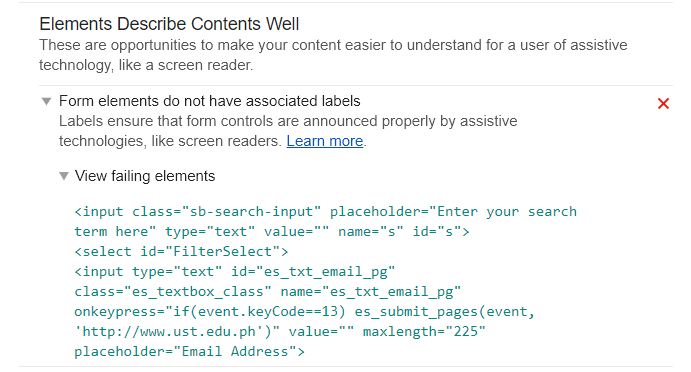 Elements Describe Contents Well
These are opportunities to make your content easier to understand for a user of assistive
technology, like a screen reader.
Form elements do not have associated labels
Labels ensure that form controls are announced properly by assistive
technologies, like screen readers. Learn more.
View failing elements
<input class="sb-search-input" placeholder="Enter your search
term here" type="text" value="" name="s" id="s">
<select id="FilterSelect">
<input type="text" id="es_txt_email_pg"
class="es_textbox_class" name="es_txt_email_pg"
onkeypress="if(event.keyCode==13) es_submit_pages(event,
'http://www.ust.edu.ph')" value="" maxlength="225"
placeholder="Email Address">